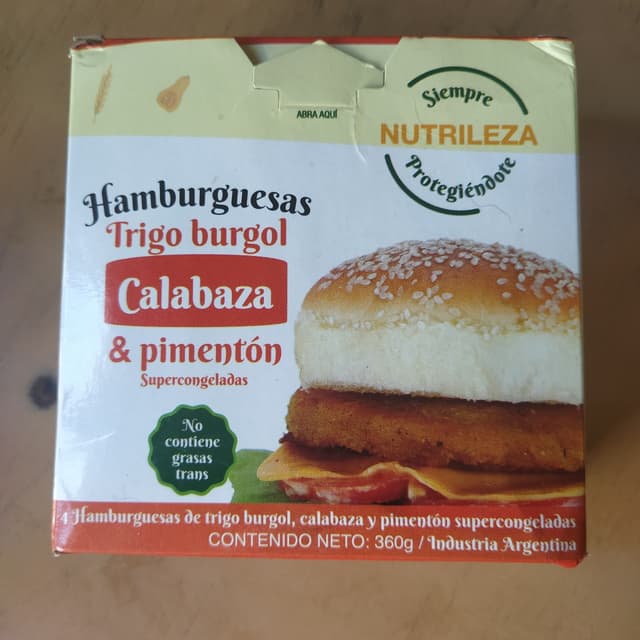 ABRA AQUÍ
Siempre
NUTRILEZA
Protegiéndote
Hamburguesas
Trigo burgol
Calabaza
& pimentón
Supercongeladas
No
contiene
grasas
trans
4 Hamburguesas de trigo burgol, calabaza y pimentón supercongeladas
CONTENIDO NETO: 360g / Industria Argentina